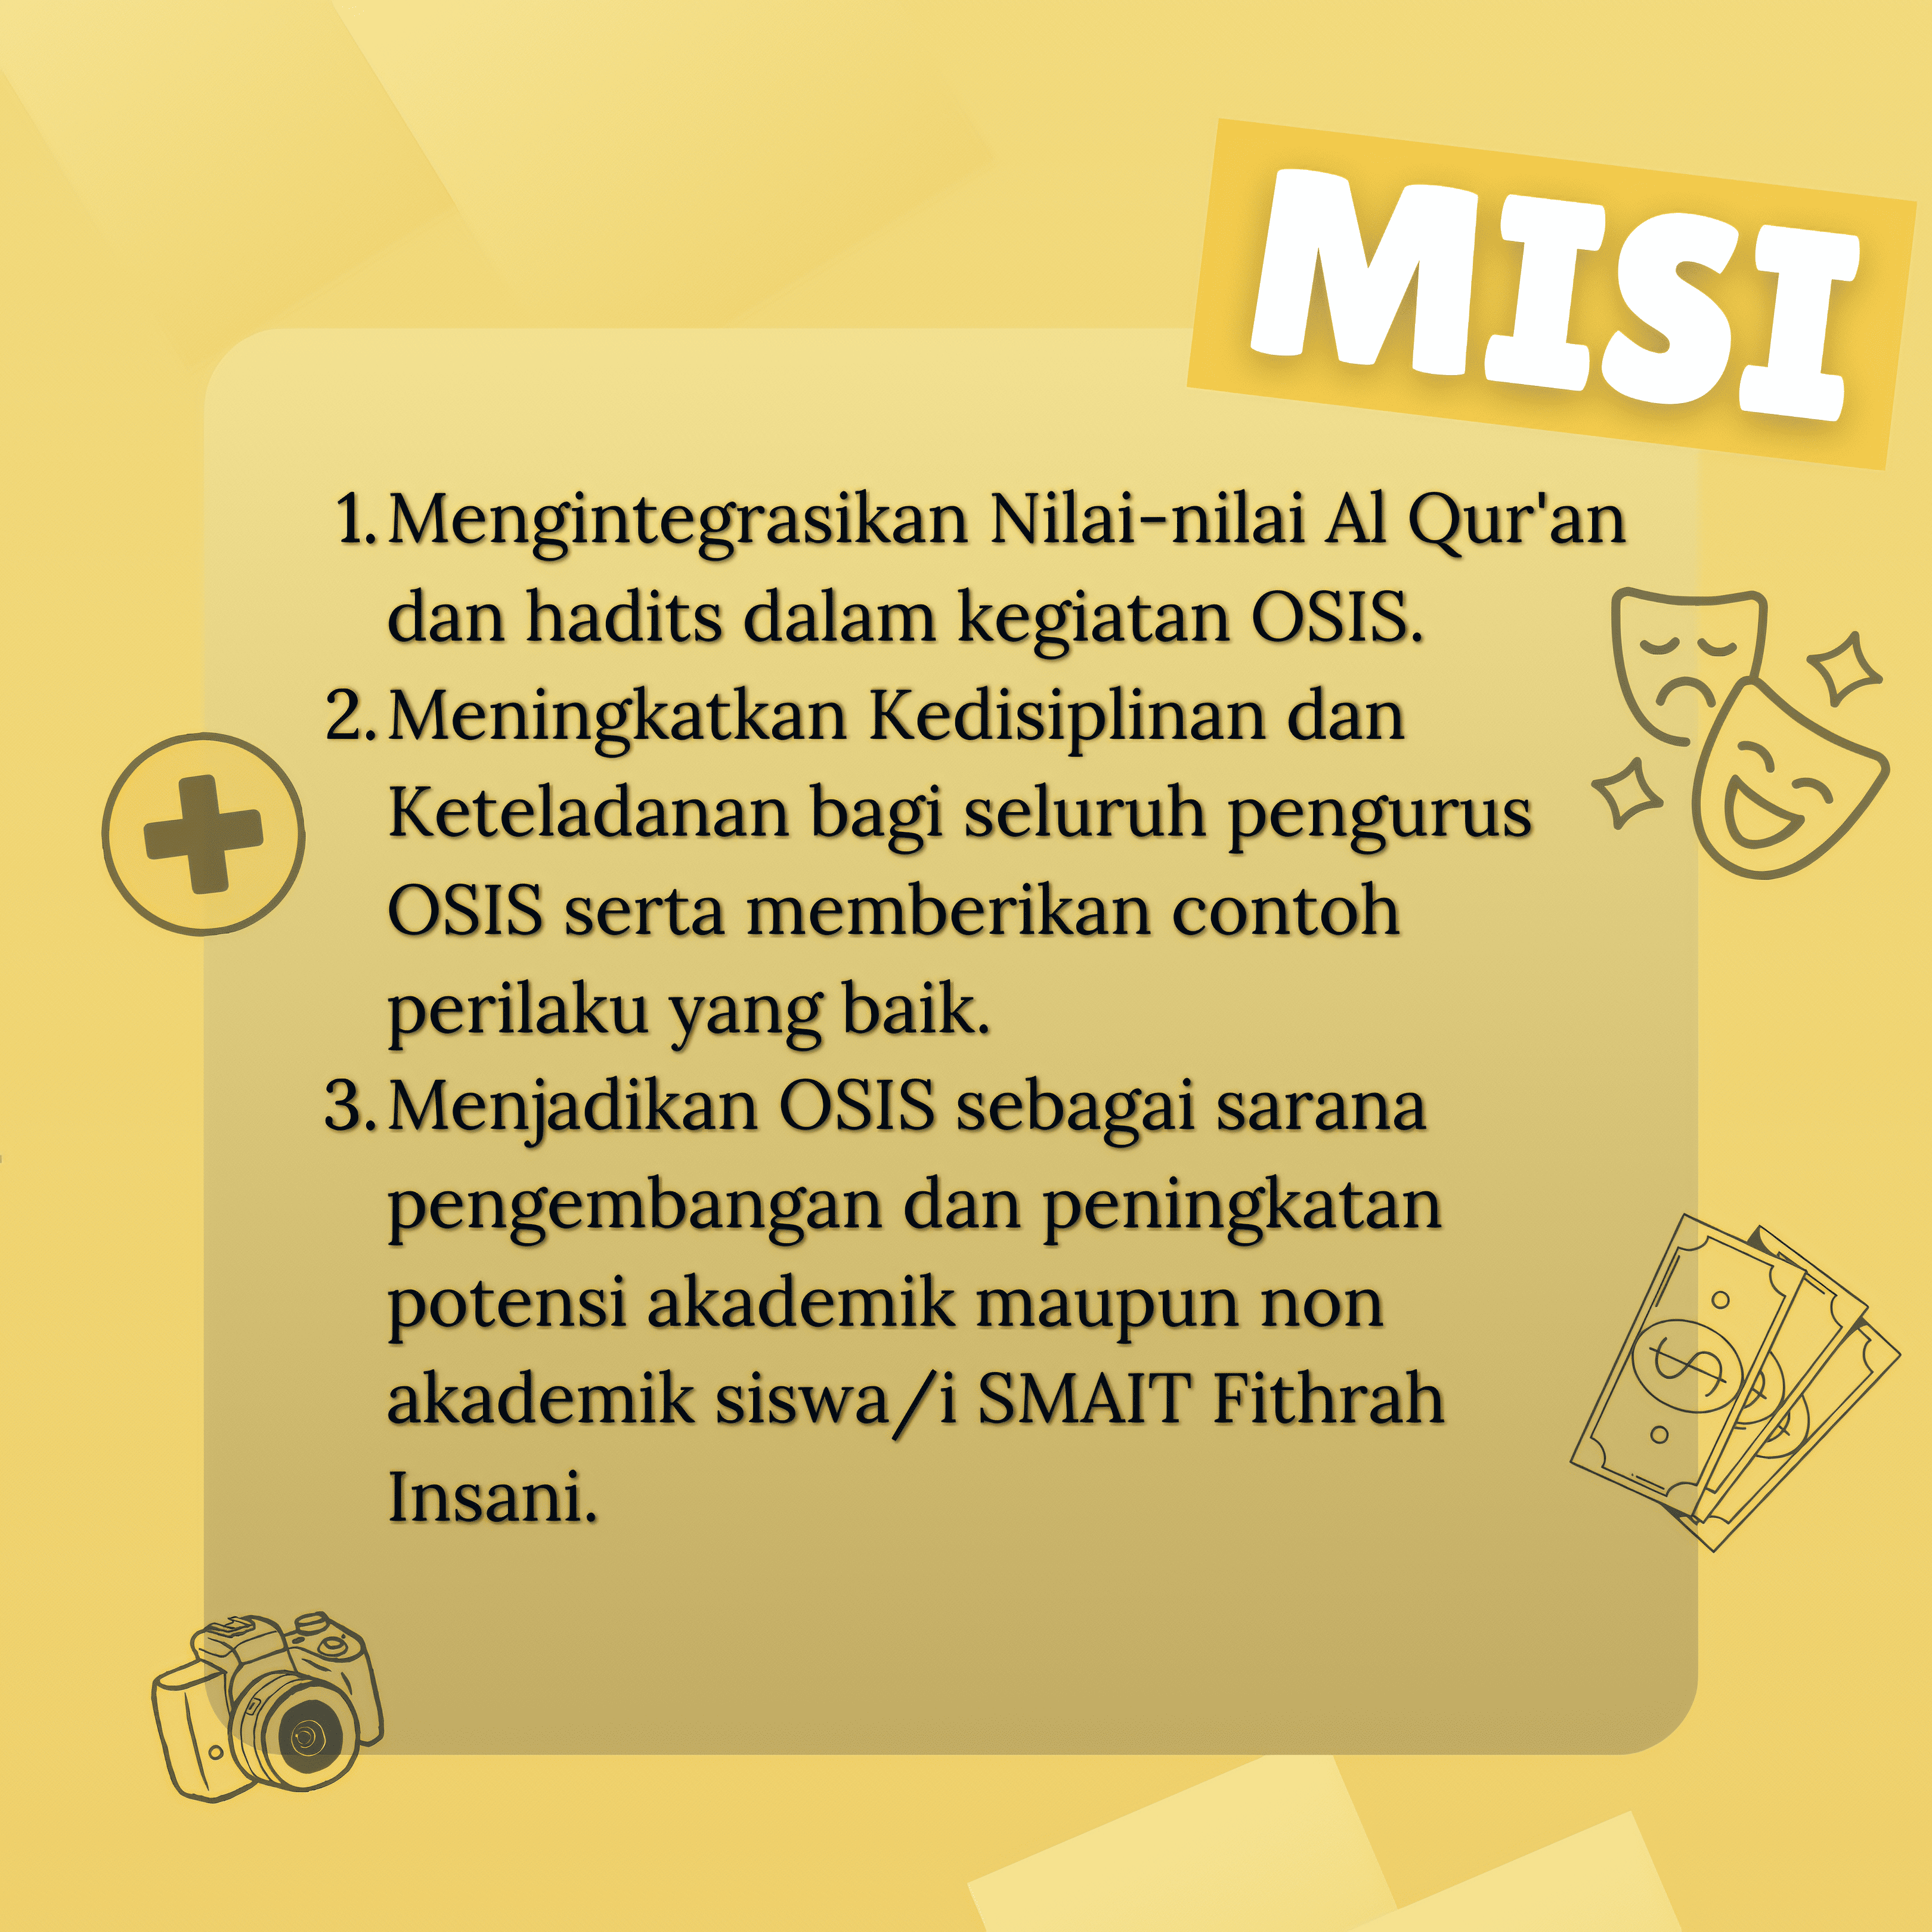 MISI
1. Mengintegrasikan Nilai-nilai Al Qur'an
dan hadits dalam kegiatan OSIS.
2. Meningkatkan Kedisiplinan dan
Keteladanan bagi seluruh pengurus
OSIS serta memberikan contoh
perilaku yang baik.
3. Menjadikan OSIS sebagai sarana
pengembangan dan peningkatan
potensi akademik maupun non
akademik siswa/i SMAIT Fithrah
Insani.